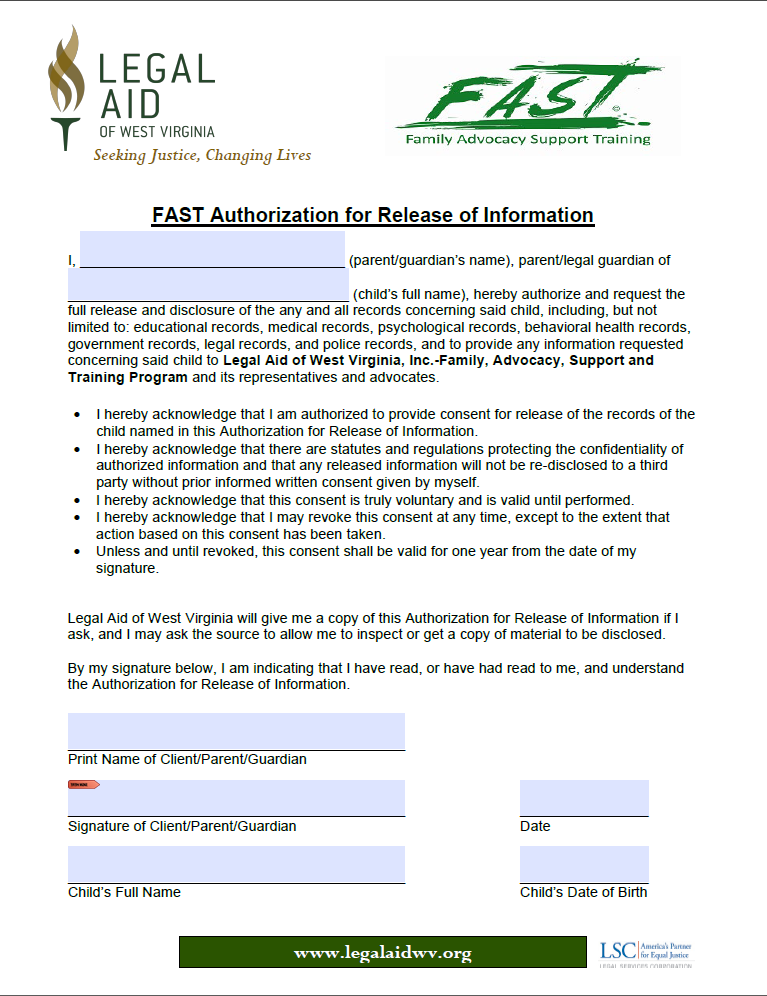 LEGAL
AID
OF WEST VIRGINIA
Seeking Justice, Changing Lives
FAST
©
Family Advocacy Support Training
FAST Authorization for Release of Information
I, (parent/guardian's name), parent/legal guardian of
(child's full name), hereby authorize and request the
full release and disclosure of the any and all records concerning said child, including, but not
limited to: educational records, medical records, psychological records, behavioral health records,
government records, legal records, and police records, and to provide any information requested
concerning said child to Legal Aid of West Virginia, Inc.-Family, Advocacy, Support and
Training Program and its representatives and advocates.
• I hereby acknowledge that I am authorized to provide consent for release of the records of the
child named in this Authorization for Release of Information.
• I hereby acknowledge that there are statutes and regulations protecting the confidentiality of
authorized information and that any released information will not be re-disclosed to a third
party without prior informed written consent given by myself.
• I hereby acknowledge that this consent is truly voluntary and is valid until performed.
• I hereby acknowledge that I may revoke this consent at any time, except to the extent that
action based on this consent has been taken.
• Unless and until revoked, this consent shall be valid for one year from the date of my
signature.
Legal Aid of West Virginia will give me a copy of this Authorization for Release of Information if I
ask, and I may ask the source to allow me to inspect or get a copy of material to be disclosed.
By my signature below, I am indicating that I have read, or have had read to me, and understand
the Authorization for Release of Information.
Print Name of Client/Parent/Guardian
Signature of Client/Parent/Guardian Date
Child's Full Name Child's Date of Birth
www.legalaidwv.org
LSC America's Partner
for Equal Justice
LEGAL SERVICES CORPORATION